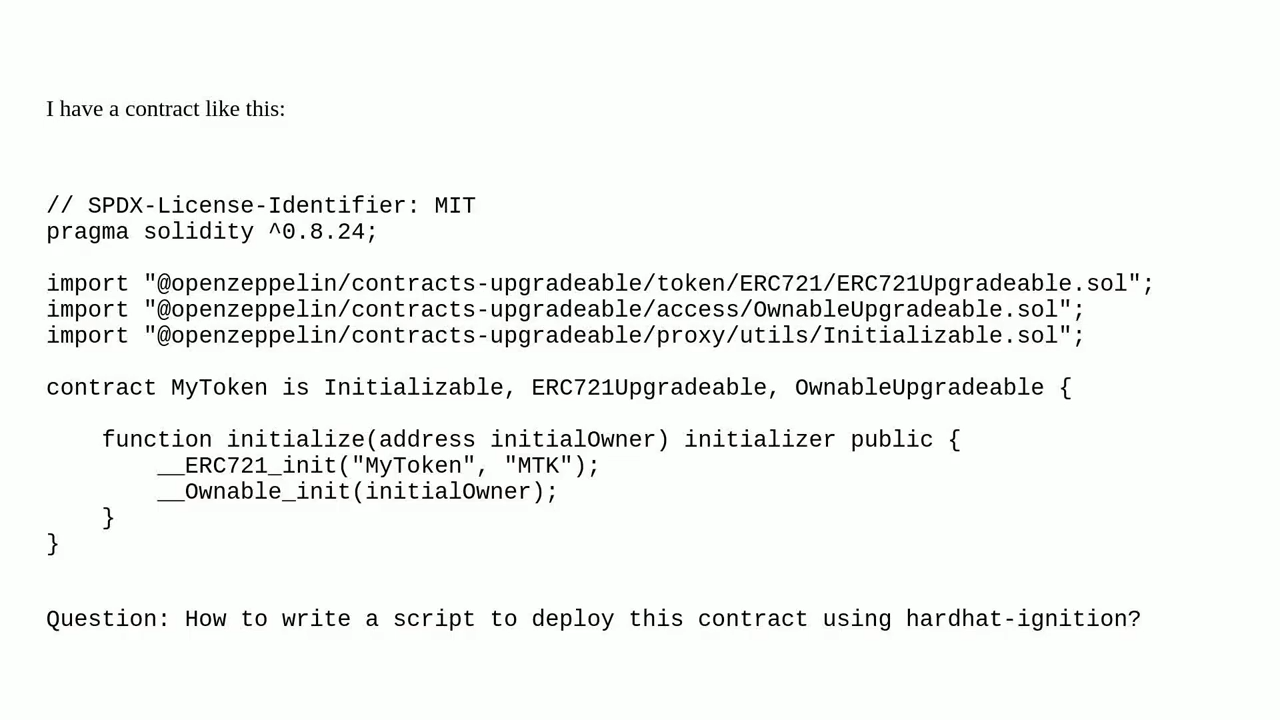 I have a contract like this:
// SPDX-License-Identifier: MIT
pragma solidity ^0.8.24;
import "@openzeppelin/contracts-upgradeable/token/ERC721/ERC721Upgradeable.sol";
import "@openzeppelin/contracts-upgradeable/access/OwnableUpgradeable.sol";
import "@openzeppelin/contracts-upgradeable/proxy/utils/Initializable.sol";
contract MyToken is Initializable, ERC721Upgradeable, OwnableUpgradeable {
    function initialize(address initialOwner) initializer public {
        __ERC721_init("MyToken", "MTK");
        __Ownable_init(initialOwner);
    }
}
Question: How to write a script to deploy this contract using hardhat-ignition?